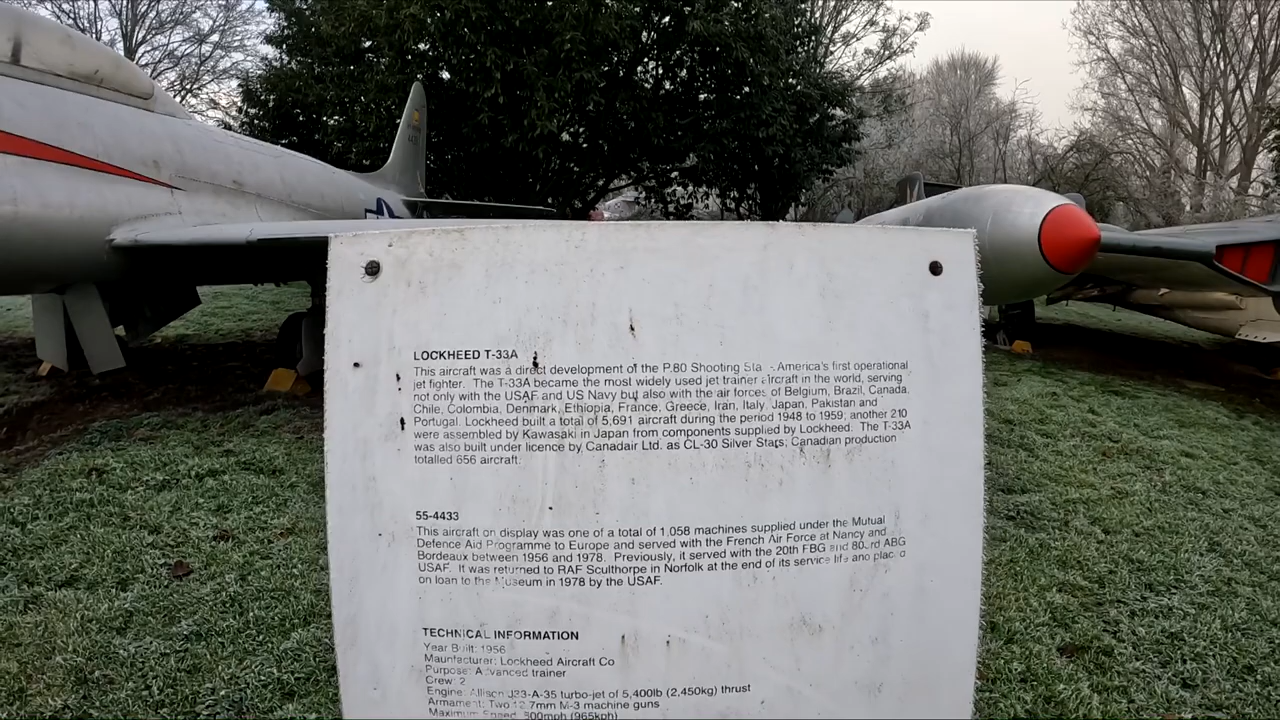 LOCKHEED T-33A
This aircraft was a direct development of the P.80 Shooting Sta - America's first operational
jet fighter. The T-33A became the most widely used jet trainer aircraft in the world, serving
not only with the USAF and US Navy but also with the air forces of Belgium, Brazil, Canada,
Chile, Colombia, Denmark, Ethiopia, France, Greece, Iran, Italy, Japan, Pakistan and
Portugal. Lockheed built a total of 5,691 aircraft during the period 1948 to 1959; another 210
were assembled by Kawasaki in Japan from components supplied by Lockheed. The T-33A
was also built under licence by Canadair Ltd. as CL-30 Silver Stars; Canadian production
totalled 656 aircraft.
55-4433
This aircraft on display was one of a total of 1,058 machines supplied under the Mutual
Defence Aid Programme to Europe and served with the French Air Force at Nancy and
Bordeaux between 1956 and 1978. Previously, it served with the 20th FBG and ABG
USAF. It was returned to RAF Sculthorpe in Norfolk at the end of its service life and
on loan to the Museum in 1978 by the USAF.
TECHNICAL INFORMATION
Year Built: 1956
Maunfacturer: Lockheed Aircraft Co
Purpose: Advanced trainer
Crew: 2
Engine: Allison J33-A-35 turbo-jet of 5,400lb (2,450kg) thrust
Armament: Two 12.7mm M-3 machine guns
Maximum Speed: 600mph (965kph)